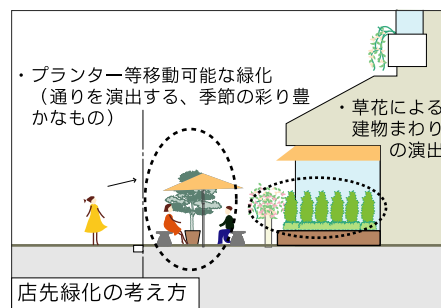 ・プランター等移動可能な緑化
（通りを演出する、季節の彩り豊
かなもの）
・草花による
建物まわり
の演出
店先緑化の考え方